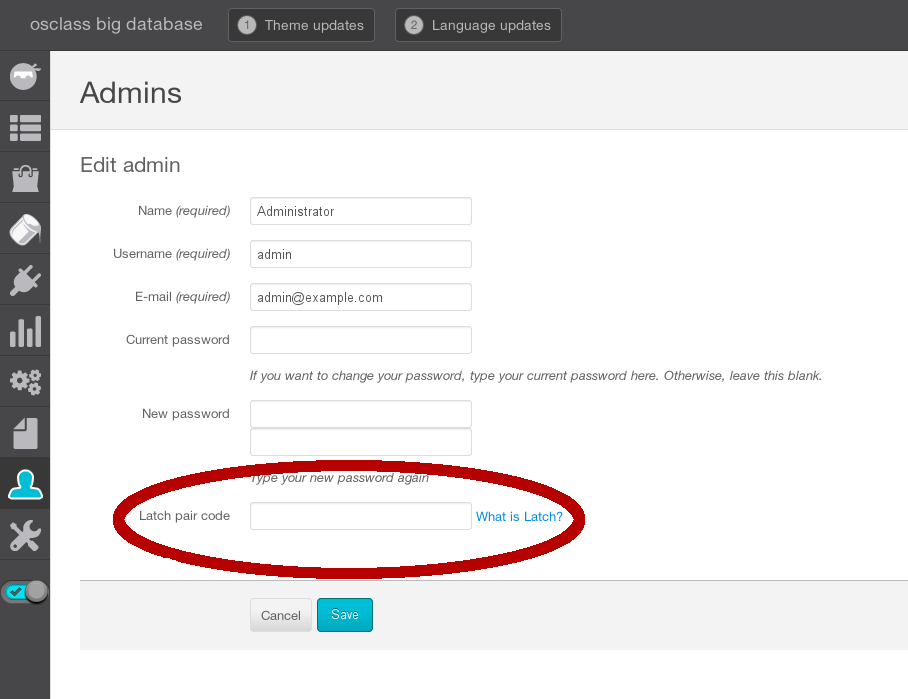 osclass big database
1 Theme updates
2 Language updates
Admins
Edit admin
Name (required) Administrator
Username (required) admin
E-mail (required) admin@example.com
Current password
If you want to change your password, type your current password here. Otherwise, leave this blank.
New password
Type your new password again
Latch pair code What is Latch?
Cancel Save